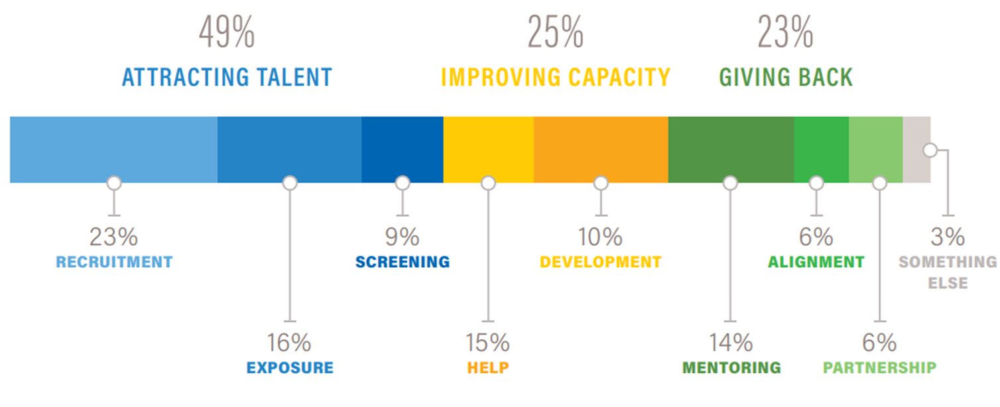 49%
25%
23%
ATTRACTING TALENT
IMPROVING CAPACITY
GIVING BACK
23%
RECRUITMENT
9%
SCREENING
10%
DEVELOPMENT
6%
ALIGNMENT
3%
SOMETHING
ELSE
16%
EXPOSURE
15%
HELP
14%
MENTORING
6%
PARTNERSHIP